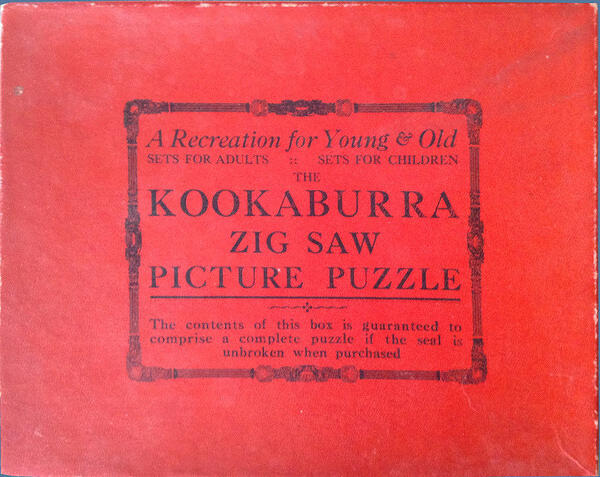 A Recreation for Young & Old
SETS FOR ADULTS :: SETS FOR CHILDREN
THE
KOOKABURRA
ZIG SAW
PICTURE PUZZLE
The contents of this box is guaranteed to
comprise a complete puzzle if the seal is
unbroken when purchased